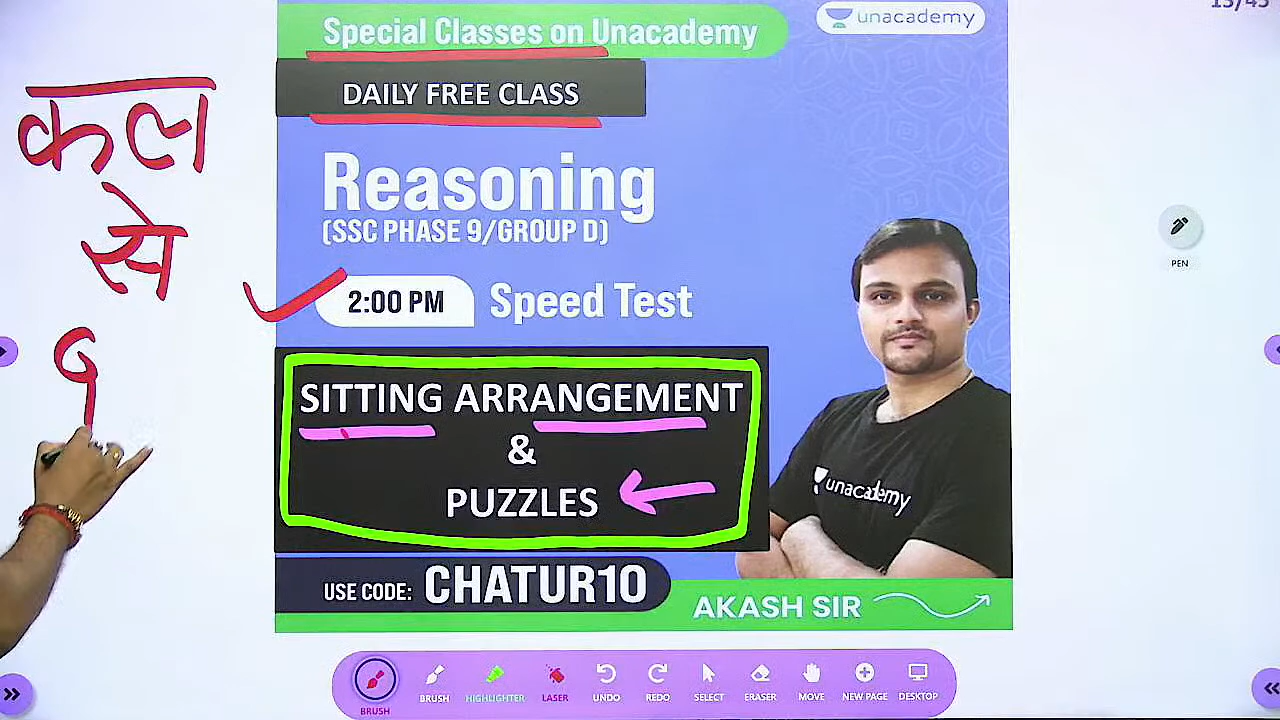 Special Classes on Unacademy
unacademy
DAILY FREE CLASS
कल
से
Reasoning
(SSC PHASE 9/GROUP D)
2:00 PM
Speed Test
SITTING ARRANGEMENT
&
PUZZLES
unacademy
USE CODE: CHATUR10
AKASH SIR
PEN
BRUSH
BRUSH
HIGHLIGHTER
LASER
UNDO
REDO
SELECT
ERASER
MOVE
NEW PAGE
DESKTOP